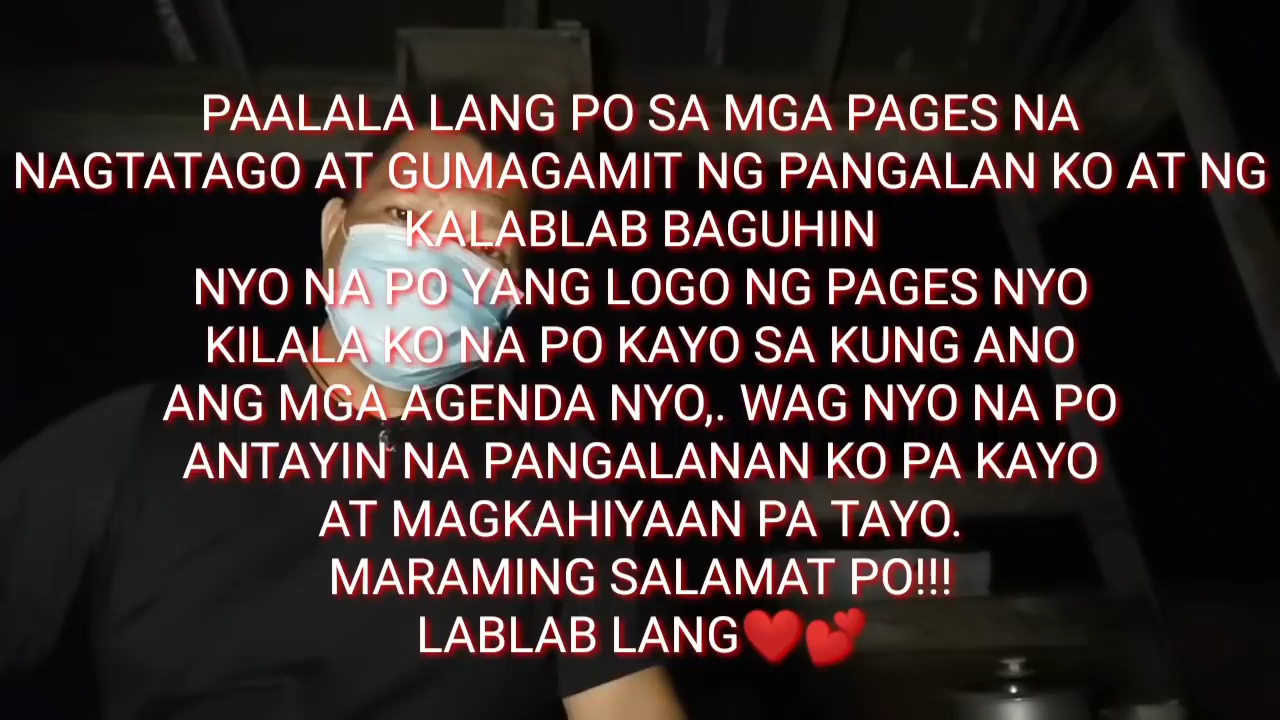 PAALALA LANG PO SA MGA PAGES NA
NAGTATAGO AT GUMAGAMIT NG PANGALAN KO AT NG
KALABLAB BAGUHIN
NYO NA PO YANG LOGO NG PAGES NYO
KILALA KO NA PO KAYO SA KUNG ANO
ANG MGA AGENDA NYO,. WAG NYO NA PO
ANTAYIN NA PANGALANAN KO PA KAYO
AT MAGKAHIYAAN PA TAYO.
MARAMING SALAMAT PO!!!
LABLAB LANG❤️💕